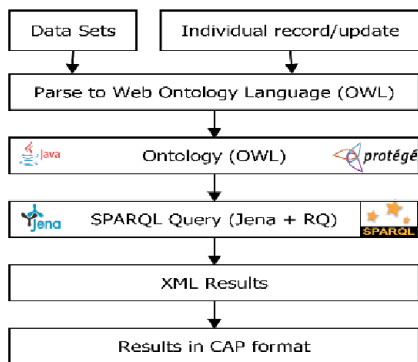 Data Sets
Individual record/update
Parse to Web Ontology Language (OWL)
Java
Ontology (OWL)
protégé
Jena
SPARQL Query (Jena + RQ)
SPARQL
XML Results
Results in CAP format